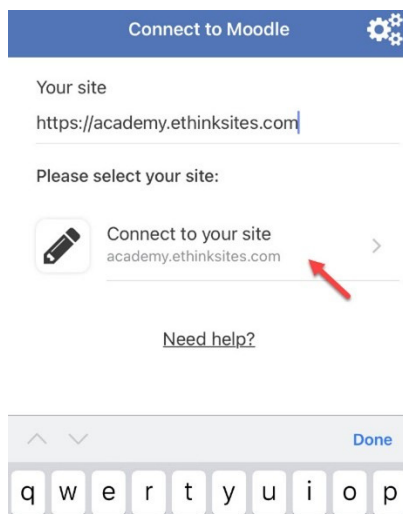 Connect to Moodle
Your site
https://academy.ethinksites.com
Please select your site:
Connect to your site
academy.ethinksites.com
Need help?
Done
q w e r t y u i o p